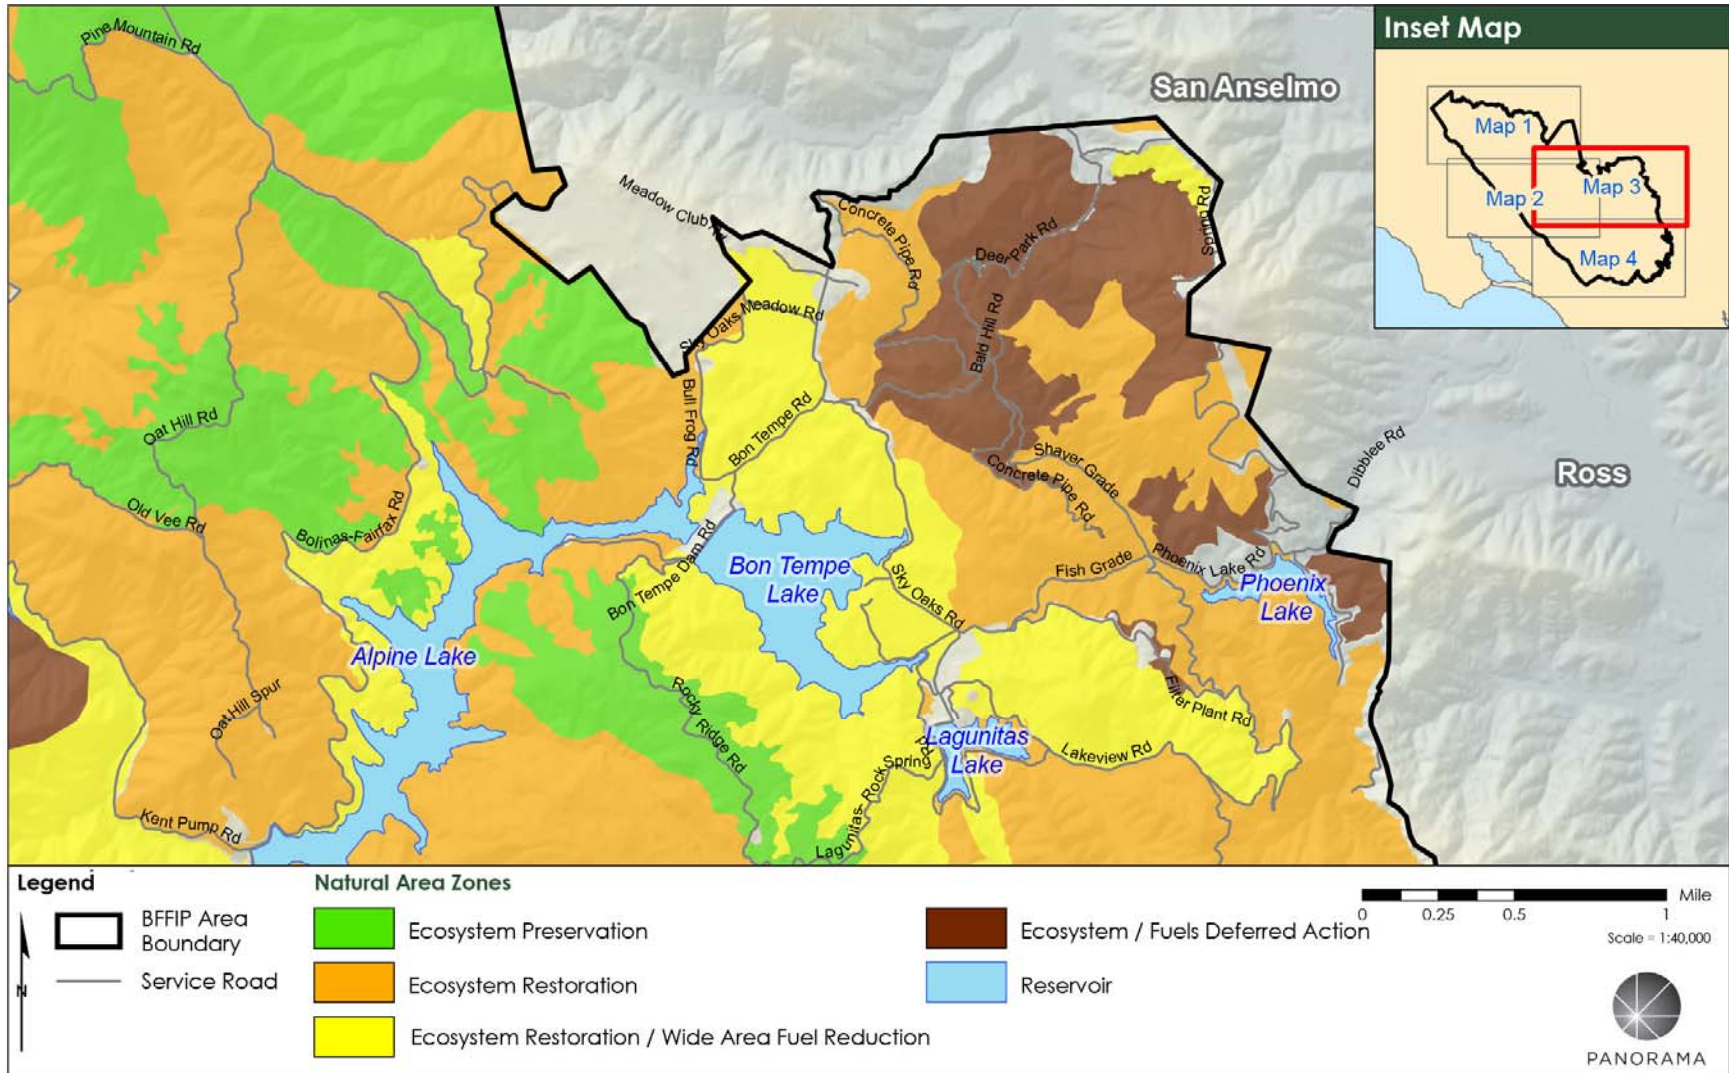 Inset Map
Map 1
Map 2
Map 3
Map 4
San Anselmo
Ross
Pine Mountain Rd
Meadow Club Rd
Concrete Pipe Rd
Deer Park Rd
Spring Rd
Bald Hill Rd
Sky Oaks Meadow Rd
Bull Frog Rd
Bon Tempe Rd
Oat Hill Rd
Old Vee Rd
Bolinas-Fairfax Rd
Shaver Grade
Concrete Pipe Rd
Dibblee Rd
Bon Tempe Dam Rd
Bon Tempe
Lake
Fish Grade
Phoenix Lake Rd
Phoenix
Lake
Sky Oaks Rd
Alpine Lake
Oat Hill Spur
Rocky Ridge Rd
Filter Plant Rd
Lagunitas
Lake
Lakeview Rd
Lagunitas- Rock Spring Rd
Kent Pump Rd
Legend
N
BFFIP Area
Boundary
Service Road
Natural Area Zones
Ecosystem Preservation
Ecosystem Restoration
Ecosystem Restoration / Wide Area Fuel Reduction
Ecosystem / Fuels Deferred Action
Reservoir
Mile
0 0.25 0.5 1
Scale = 1:40,000
PANORAMA